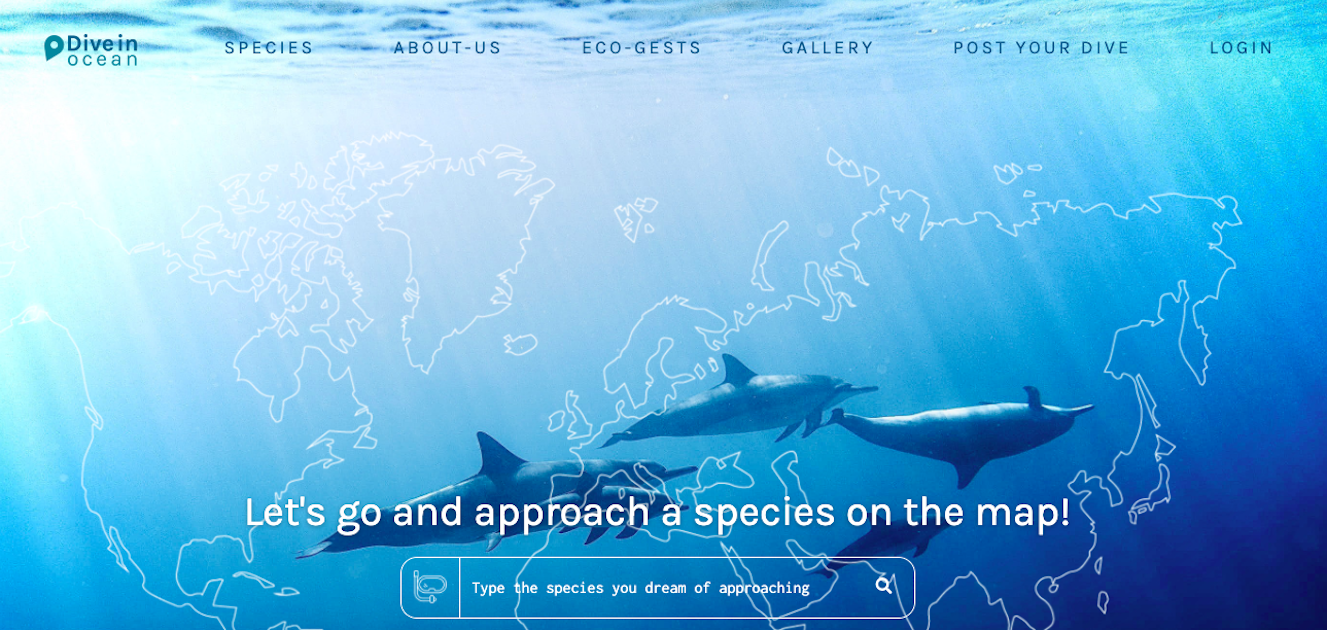 Divein
ocean
SPECIES
ABOUT-US
ECO-GESTS
GALLERY
POST YOUR DIVE
LOGIN
Let's go and approach a species on the map!
Type the species you dream of approaching